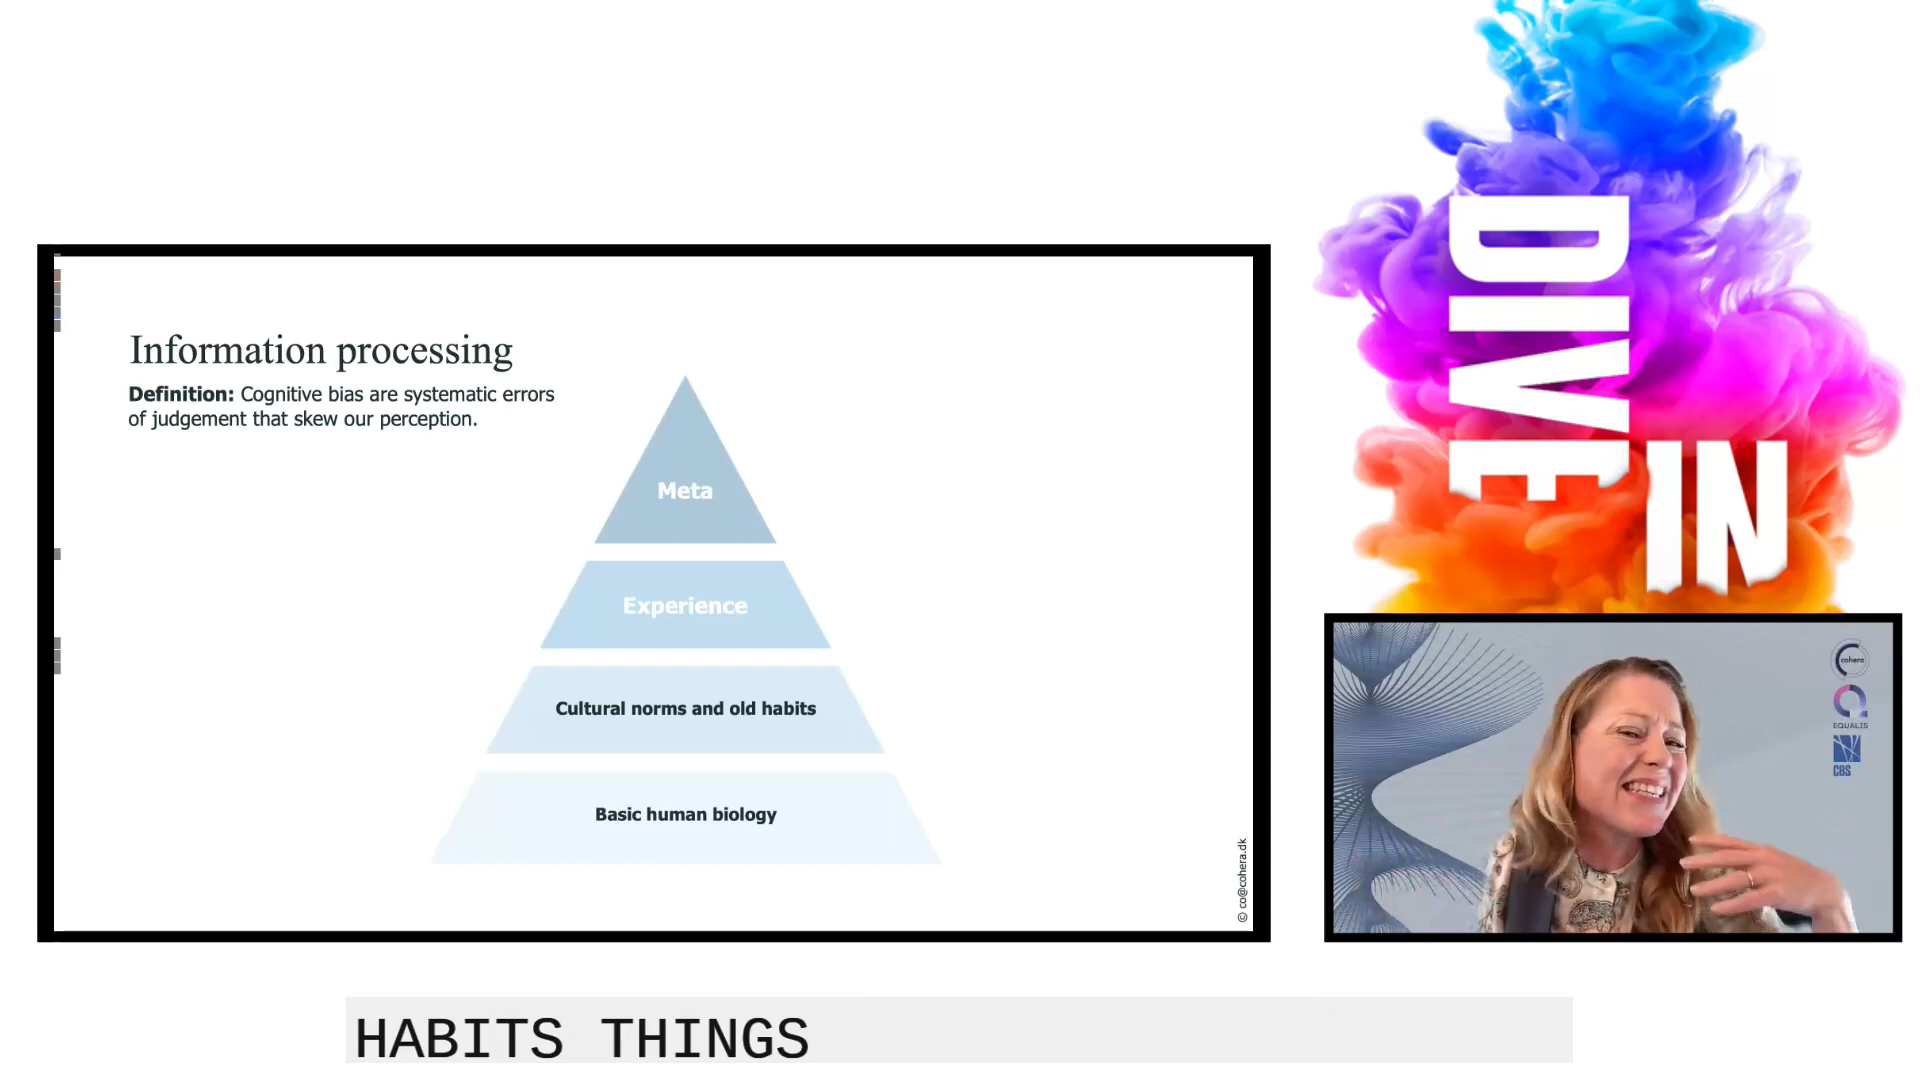 Information processing
Definition: Cognitive bias are systematic errors
of judgement that skew our perception.
Meta
Experience
Cultural norms and old habits
Basic human biology
© co@cohera.dk
DIVE
IN
cohera
EQUALIS
CBS
HABITS THINGS